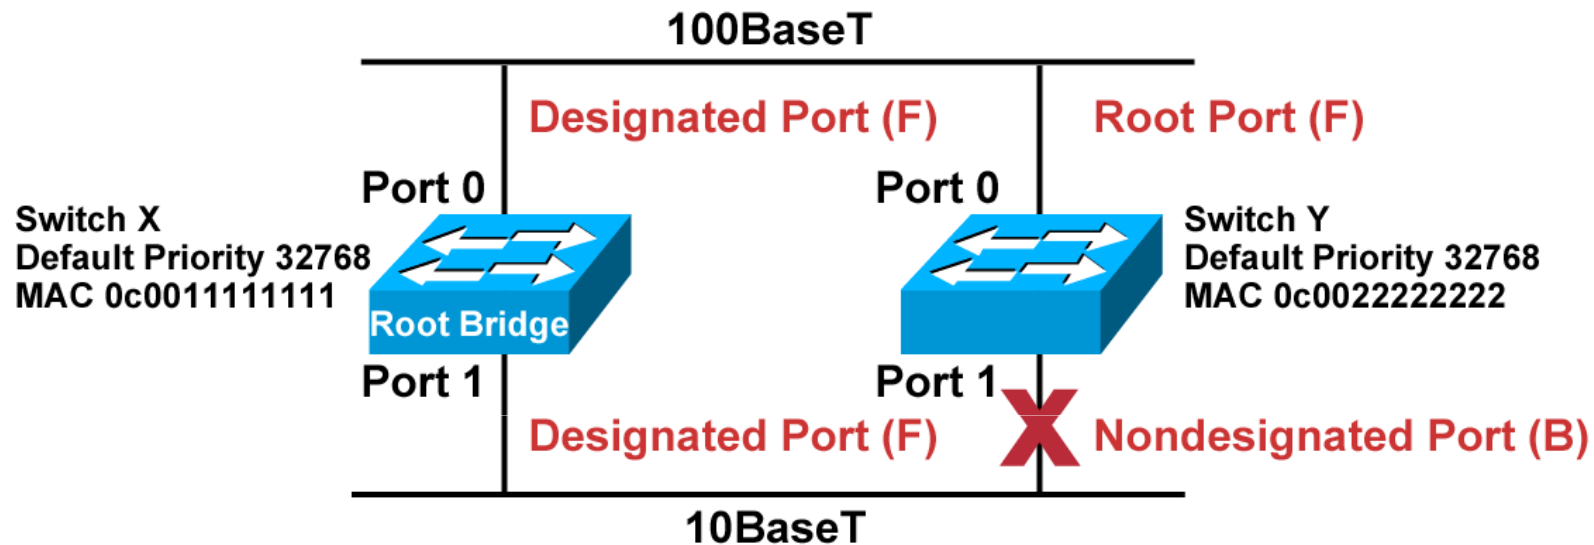 100BaseT
Designated Port (F)
Root Port (F)
Port 0
Port 0
Switch X
Default Priority 32768
MAC 0c0011111111
Root Bridge
Switch Y
Default Priority 32768
MAC 0c0022222222
Port 1
Port 1
Designated Port (F)
X
Nondesignated Port (B)
10BaseT